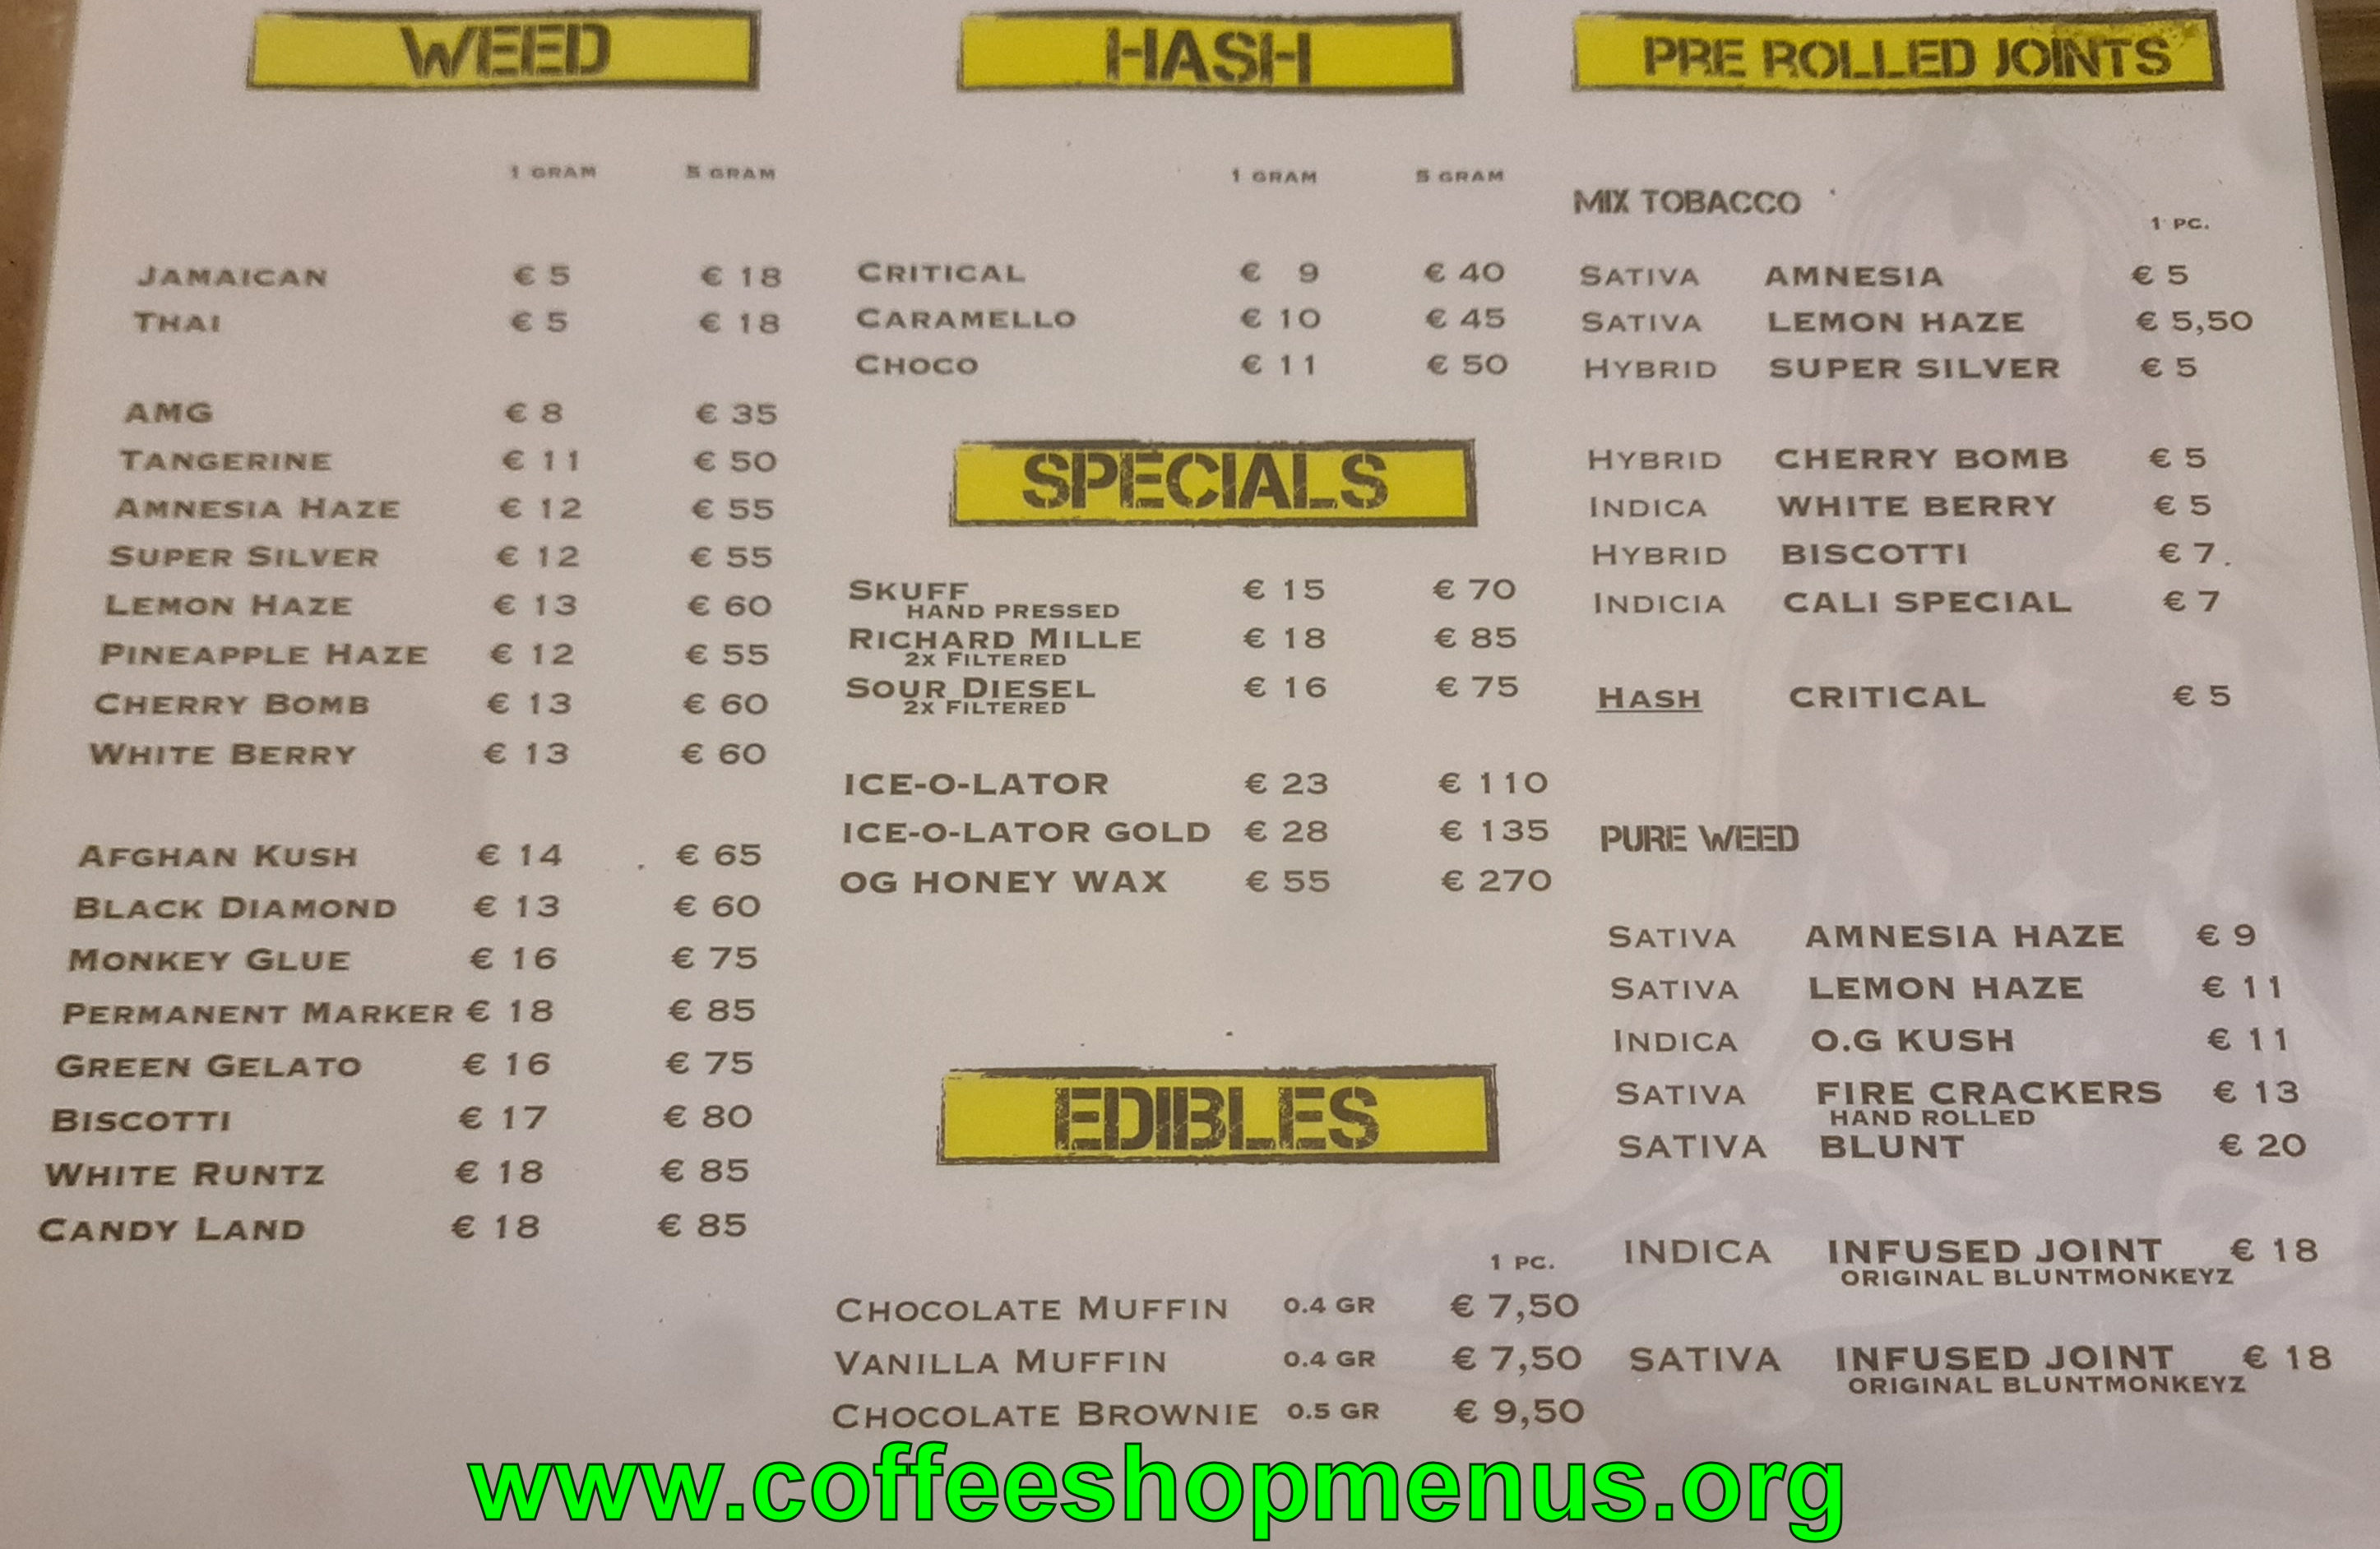 WEED
1 GRAM 5 GRAM
JAMAICAN € 5 € 18
THAI € 5 € 18
AMG € 8 € 35
TANGERINE € 11 € 50
AMNESIA HAZE € 12 € 55
SUPER SILVER € 12 € 55
LEMON HAZE € 13 € 60
PINEAPPLE HAZE € 12 € 55
CHERRY BOMB € 13 € 60
WHITE BERRY € 13 € 60
AFGHAN KUSH € 14 € 65
BLACK DIAMOND € 13 € 60
MONKEY GLUE € 16 € 75
PERMANENT MARKER € 18 € 85
GREEN GELATO € 16 € 75
BISCOTTI € 17 € 80
WHITE RUNTZ € 18 € 85
CANDY LAND € 18 € 85
HASH
1 GRAM 5 GRAM
CRITICAL € 9 € 40
CARAMELLO € 10 € 45
CHOCO € 11 € 50
SPECIALS
SKUFF € 15 € 70
HAND PRESSED
RICHARD MILLE € 18 € 85
2X FILTERED
SOUR DIESEL € 16 € 75
2X FILTERED
ICE-O-LATOR € 23 € 110
ICE-O-LATOR GOLD € 28 € 135
OG HONEY WAX € 55 € 270
EDIBLES
1 PC.
CHOCOLATE MUFFIN 0.4 GR € 7,50
VANILLA MUFFIN 0.4 GR € 7,50
CHOCOLATE BROWNIE 0.5 GR € 9,50
PRE ROLLED JOINTS
MIX TOBACCO
1 PC.
SATIVA AMNESIA € 5
SATIVA LEMON HAZE € 5,50
HYBRID SUPER SILVER € 5
HYBRID CHERRY BOMB € 5
INDICA WHITE BERRY € 5
HYBRID BISCOTTI € 7
INDICIA CALI SPECIAL € 7
HASH CRITICAL € 5
PURE WEED
SATIVA AMNESIA HAZE € 9
SATIVA LEMON HAZE € 11
INDICA O.G KUSH € 11
SATIVA FIRE CRACKERS € 13
HAND ROLLED
SATIVA BLUNT € 20
INDICA INFUSED JOINT € 18
ORIGINAL BLUNTMONKEYZ
SATIVA INFUSED JOINT € 18
ORIGINAL BLUNTMONKEYZ
www.coffeeshopmenus.org